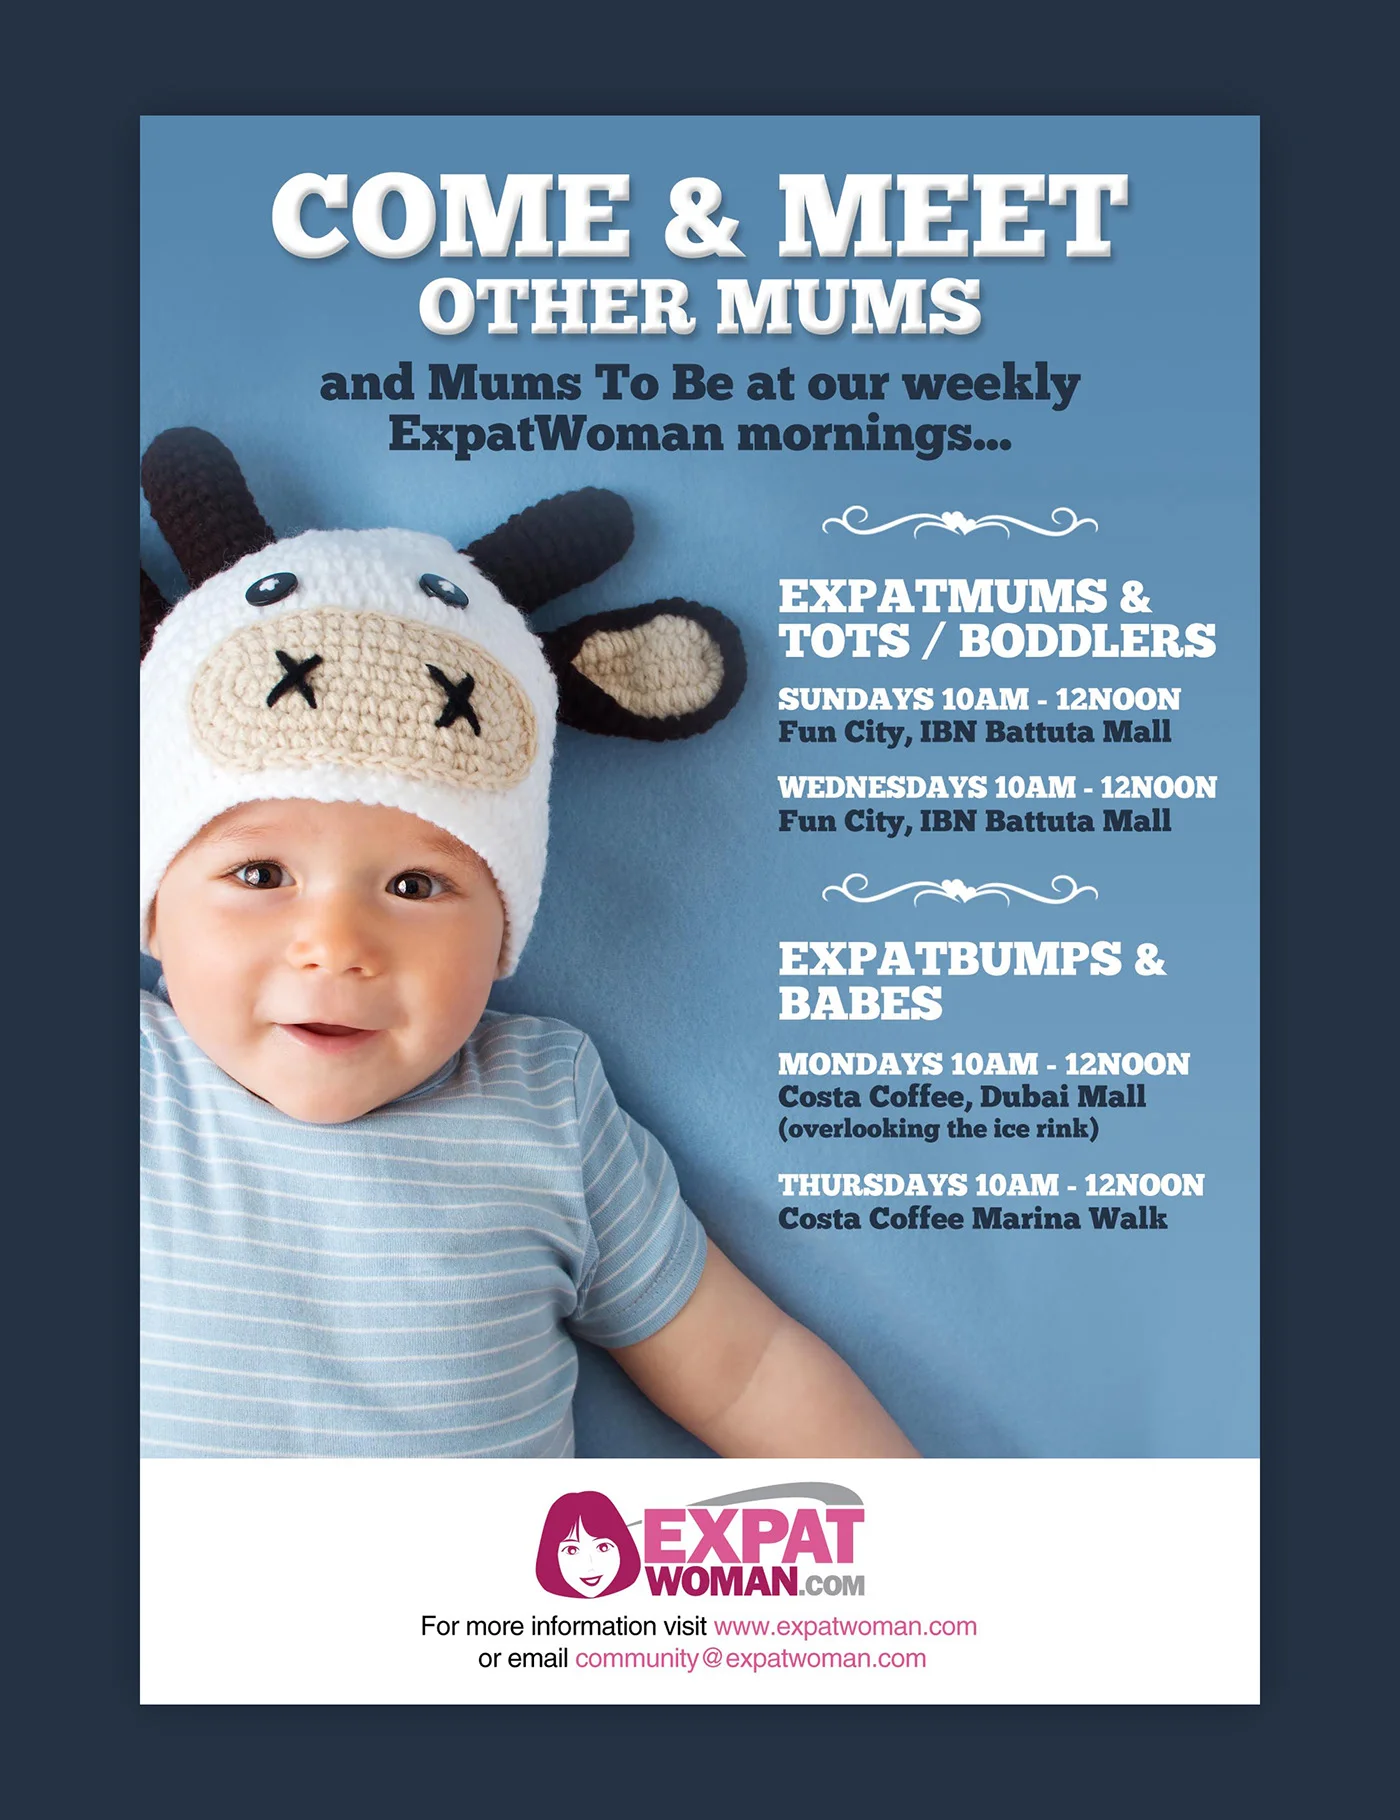 COME & MEET
OTHER MUMS
and Mums To Be at our weekly
ExpatWoman mornings...
EXPATMUMS &
TOTS / BODDLERS
SUNDAYS 10AM - 12NOON
Fun City, IBN Battuta Mall
WEDNESDAYS 10AM - 12NOON
Fun City, IBN Battuta Mall
EXPATBUMPS &
BABES
MONDAYS 10AM - 12NOON
Costa Coffee, Dubai Mall
(overlooking the ice rink)
THURSDAYS 10AM - 12NOON
Costa Coffee Marina Walk
EXPAT
WOMAN.COM
For more information visit www.expatwoman.com
or email community@expatwoman.com